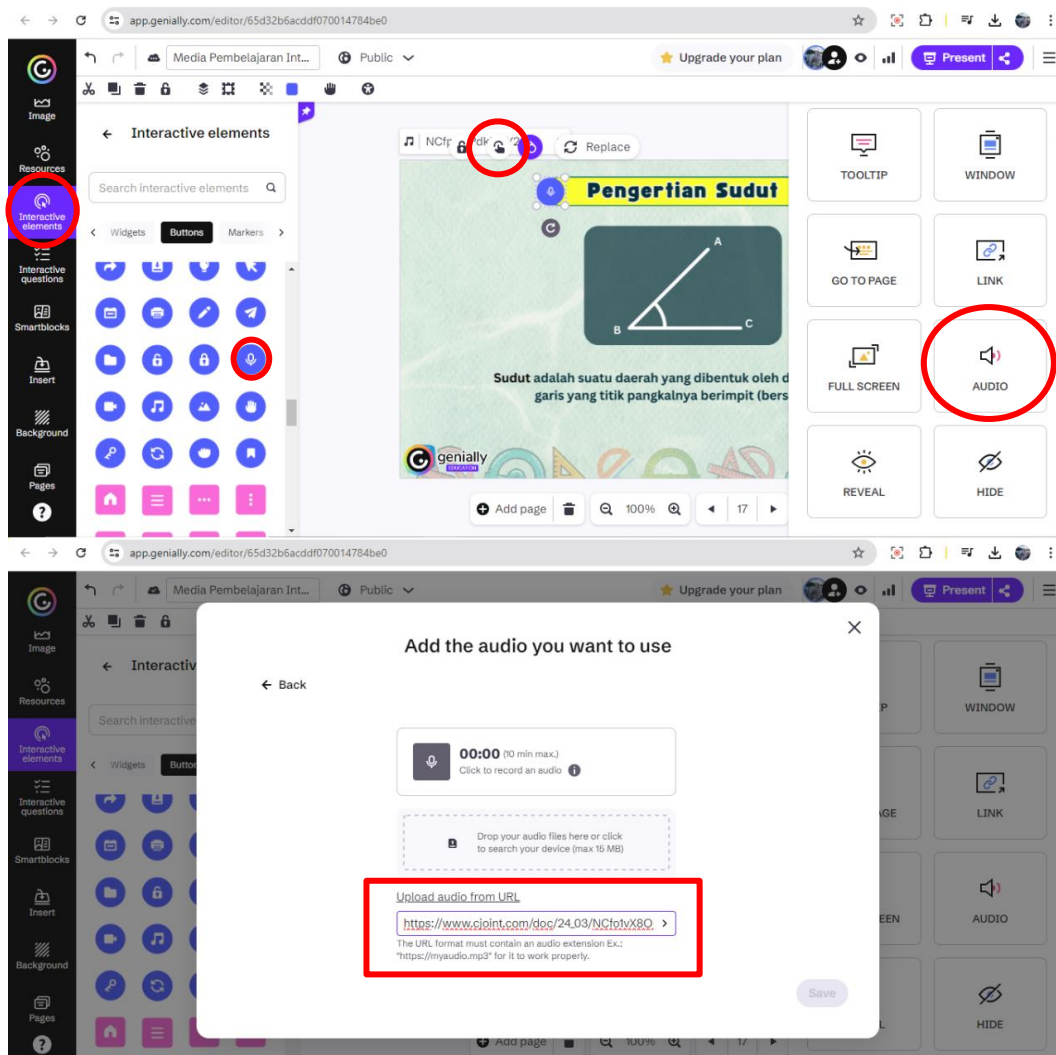 app.genially.com/editor/65d32b6acddf070014784be0
Media Pembelajaran Int...
Public
Upgrade your plan
Present
Image
Resources
Interactive
elements
Interactive
questions
Smartblocks
Insert
Background
Pages
?
Interactive elements
Search interactive elements
Widgets
Buttons
Markers
Replace
Pengertian Sudut
A
B
C
Sudut adalah suatu daerah yang dibentuk oleh d
garis yang titik pangkalnya berimpit (bers
genially
EDUCATION
Add page
100%
17
TOOLTIP
WINDOW
GO TO PAGE
LINK
FULL SCREEN
AUDIO
REVEAL
HIDE
app.genially.com/editor/65d32b6acddf070014784be0
Media Pembelajaran Int...
Public
Upgrade your plan
Present
Image
Resources
Interactive
elements
Interactive
questions
Smartblocks
Insert
Background
Pages
?
Interactiv
Search interactive
Widgets
Button
Add the audio you want to use
Back
00:00 (10 min max.)
Click to record an audio
Drop your audio files here or click
to search your device (max 15 MB)
Upload audio from URL
https://www.cjoint.com/doc/24_03/NCfo1vX8O
The URL format must contain an audio extension Ex.:
"https://myaudio.mp3" for it to work properly.
Save
Add page
100%
17
P
WINDOW
AGE
LINK
EEN
AUDIO
L
HIDE